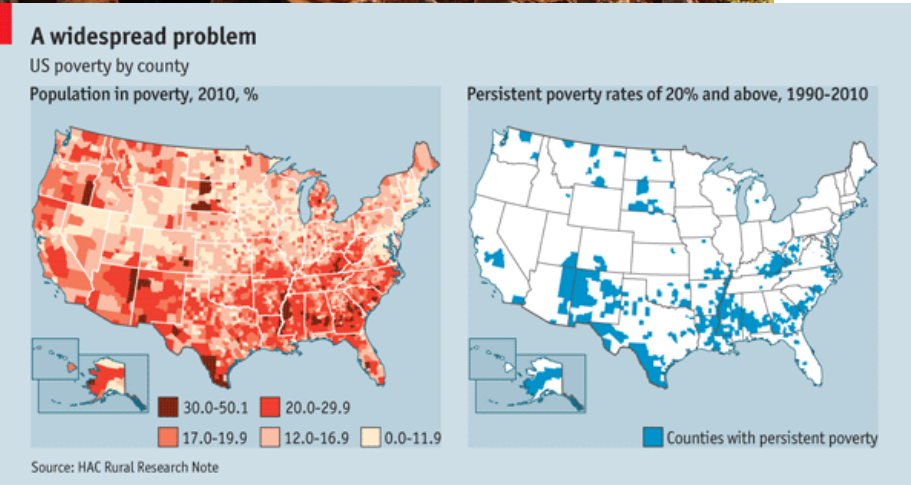 A widespread problem
US poverty by county
Population in poverty, 2010, %
Persistent poverty rates of 20% and above, 1990-2010
30.0-50.1
20.0-29.9
17.0-19.9
12.0-16.9
0.0-11.9
Counties with persistent poverty
Source: HAC Rural Research Note